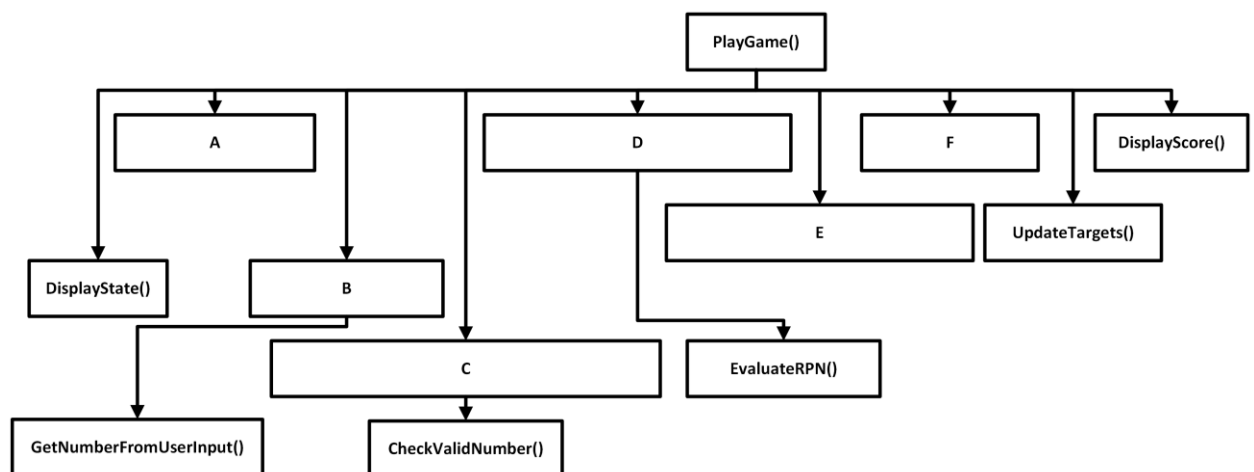 PlayGame()
A
D
F
DisplayScore()
E
UpdateTargets()
DisplayState()
B
C
EvaluateRPN()
GetNumberFromUserInput()
CheckValidNumber()